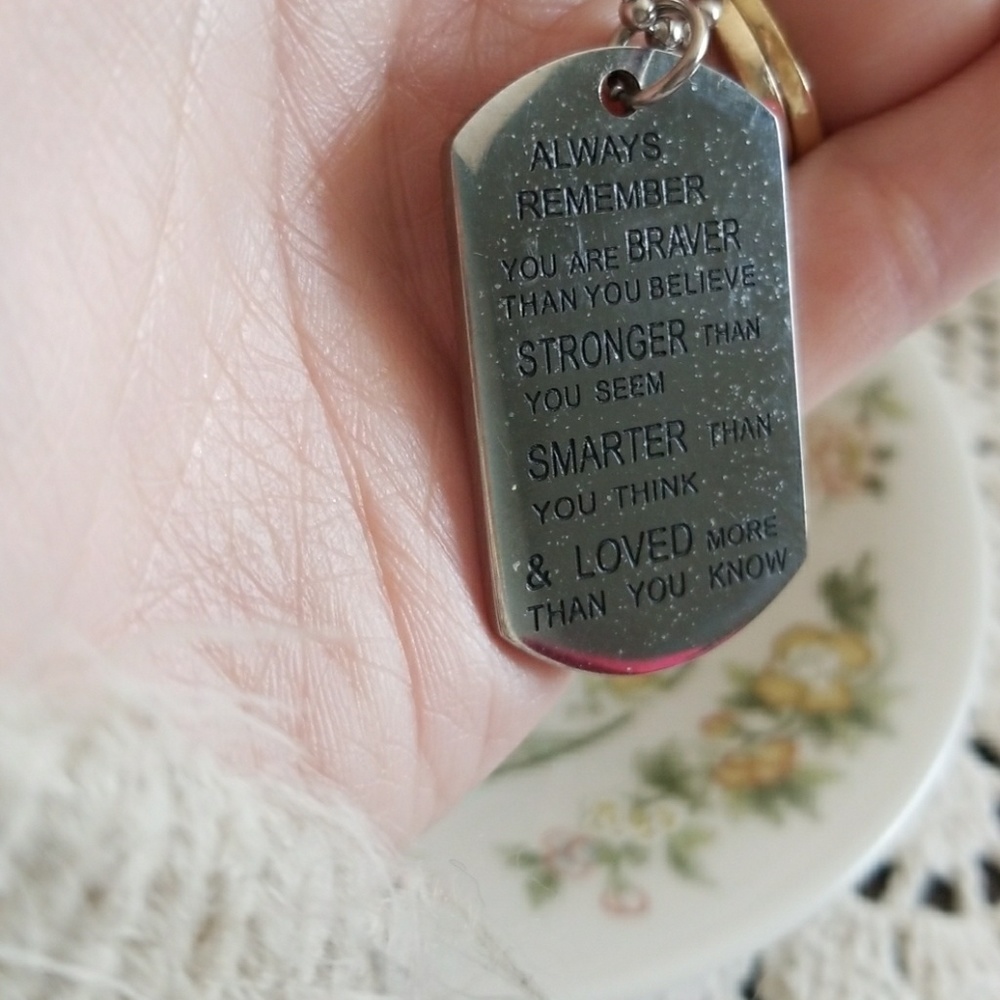 ALWAYS
REMEMBER
YOU ARE BRAVER
THAN YOU BELIEVE
STRONGER THAN
YOU SEEM
SMARTER THAN
YOU THINK
& LOVED MORE
THAN YOU KNOW